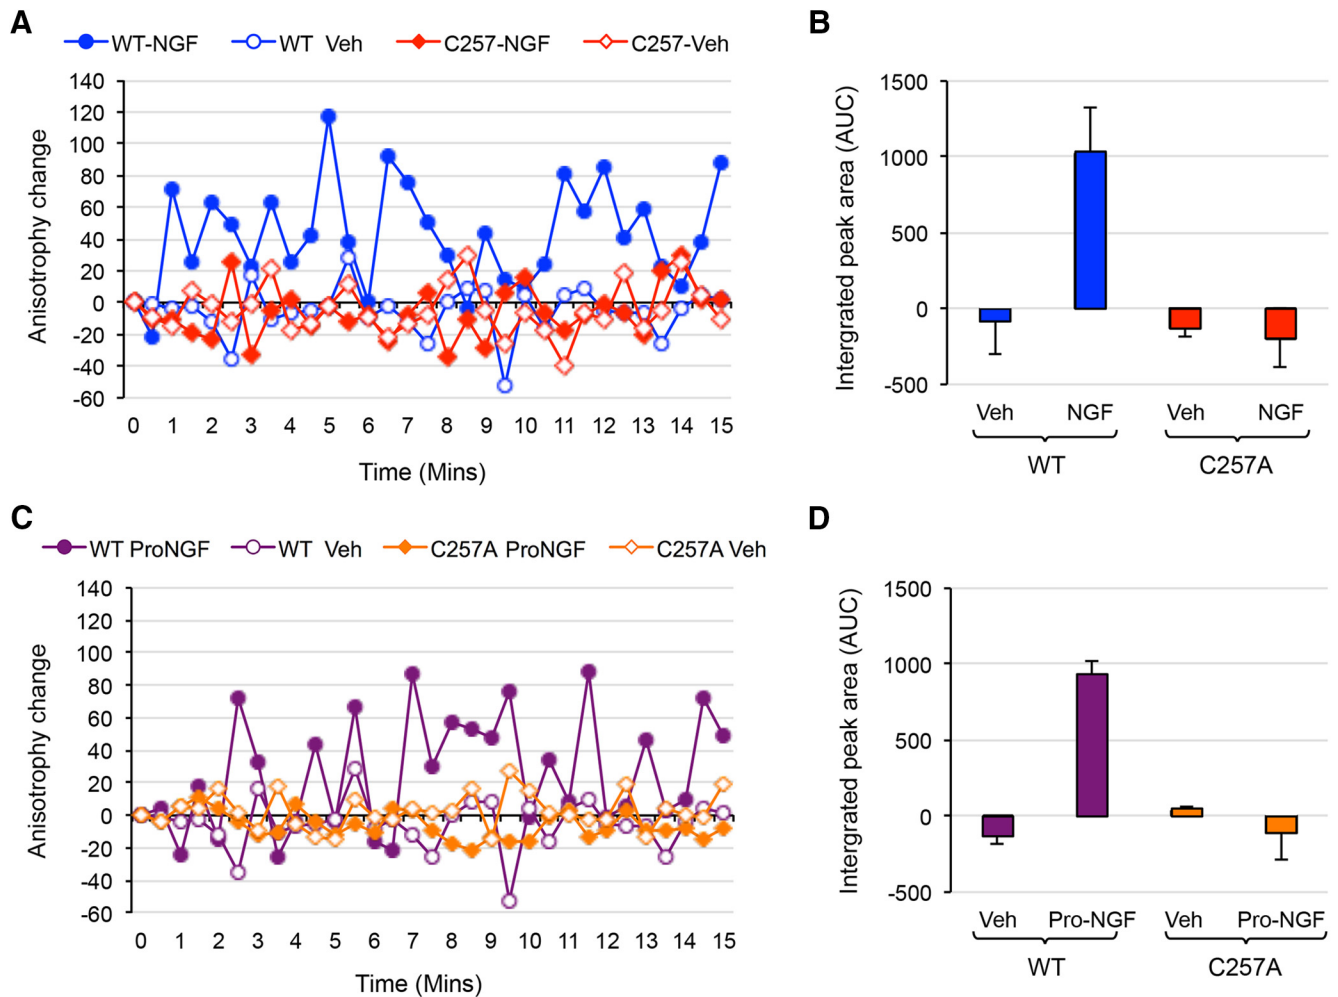 A
WT-NGF WT Veh C257-NGF C257-Veh
Anisotrophy change
140
120
100
80
60
40
20
0
-20
-40
-60
0 1 2 3 4 5 6 7 8 9 10 11 12 13 14 15
Time (Mins)
B
Intergrated peak area (AUC)
1500
1000
500
0
-500
Veh NGF Veh NGF
WT C257A
C
WT ProNGF WT Veh C257A ProNGF C257A Veh
Anisotrophy change
140
120
100
80
60
40
20
0
-20
-40
-60
0 1 2 3 4 5 6 7 8 9 10 11 12 13 14 15
Time (Mins)
D
Intergrated peak area (AUC)
1500
1000
500
0
-500
Veh Pro-NGF Veh Pro-NGF
WT C257A